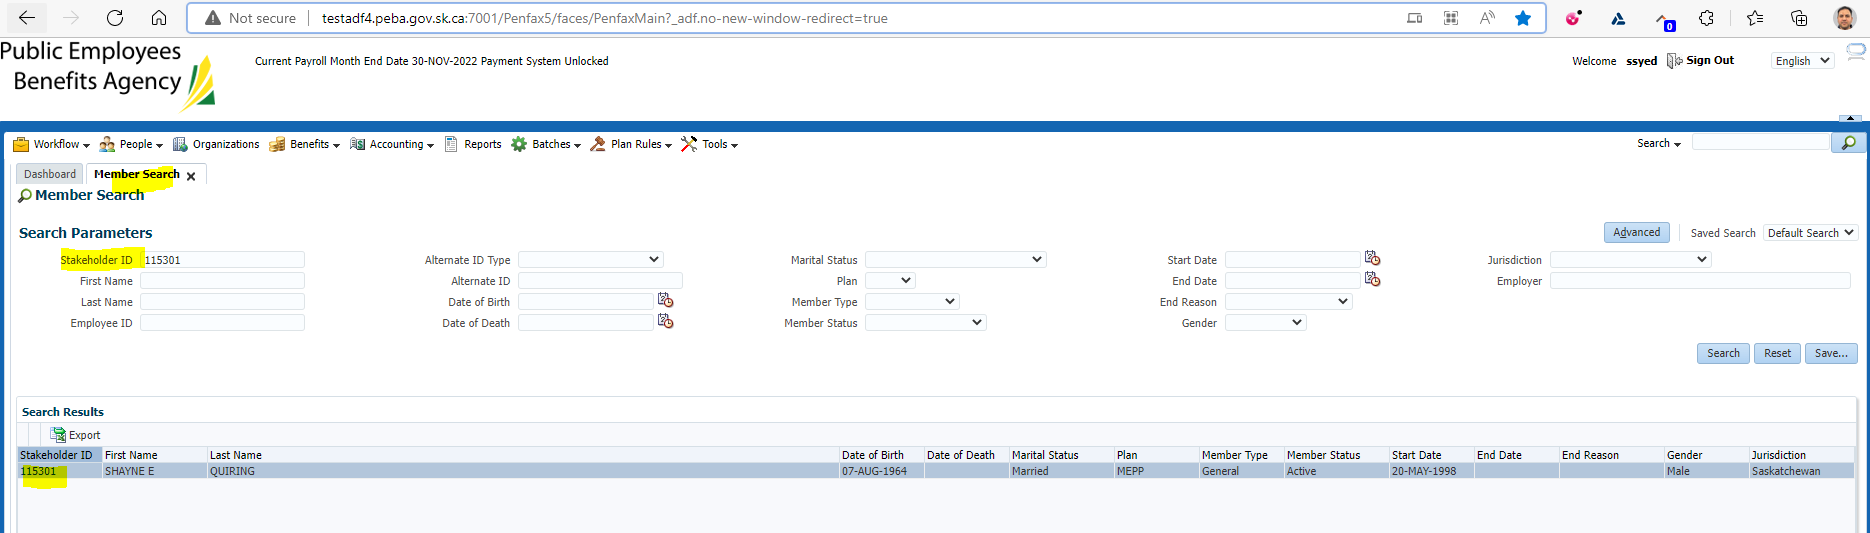 Not secure testadf4.peba.gov.sk.ca:7001/Penfax5/faces/PenfaxMain?_adf.no-new-window-redirect=true
0
Public Employees
Benefits Agency
Current Payroll Month End Date 30-NOV-2022 Payment System Unlocked
Welcome ssyed Sign Out English
Workflow People Organizations Benefits Accounting Reports Batches Plan Rules Tools Search
Dashboard Member Search
Member Search
Search Parameters
Advanced Saved Search Default Search
Stakeholder ID 115301 Alternate ID Type Marital Status Start Date Jurisdiction
First Name Alternate ID Plan End Date Employer
Last Name Date of Birth Member Type End Reason
Employee ID Date of Death Member Status Gender
Search Reset Save...
Search Results
Export
Stakeholder ID First Name Last Name Date of Birth Date of Death Marital Status Plan Member Type Member Status Start Date End Date End Reason Gender Jurisdiction
115301 SHAYNE E QUIRING 07-AUG-1964 Married MEPP General Active 20-MAY-1998 Male Saskatchewan